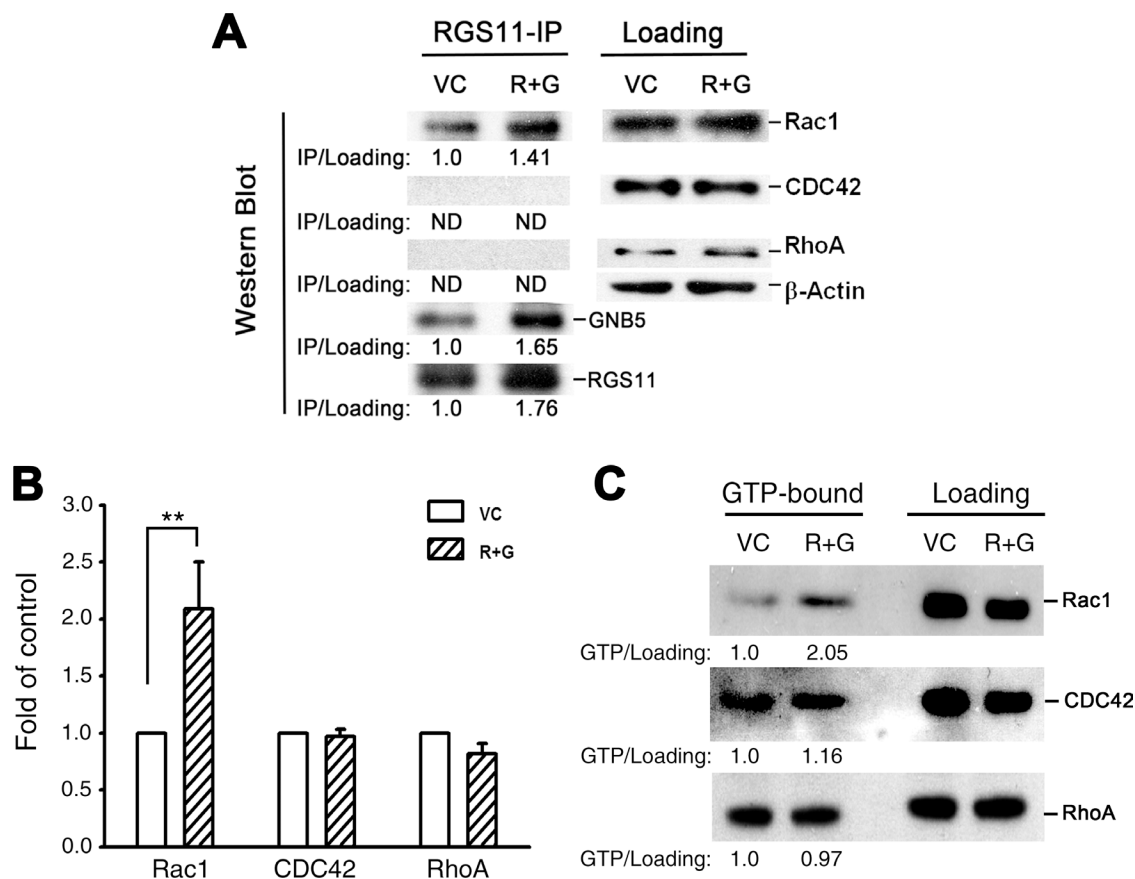 A
RGS11-IP Loading
VC R+G VC R+G
Western Blot
Rac1
IP/Loading: 1.0 1.41
CDC42
IP/Loading: ND ND
RhoA
IP/Loading: ND ND
β-Actin
GNB5
IP/Loading: 1.0 1.65
RGS11
IP/Loading: 1.0 1.76
B
Fold of control
3.0
2.5
2.0
1.5
1.0
0.5
0.0
**
VC
R+G
Rac1 CDC42 RhoA
C
GTP-bound Loading
VC R+G VC R+G
Rac1
GTP/Loading: 1.0 2.05
CDC42
GTP/Loading: 1.0 1.16
RhoA
GTP/Loading: 1.0 0.97